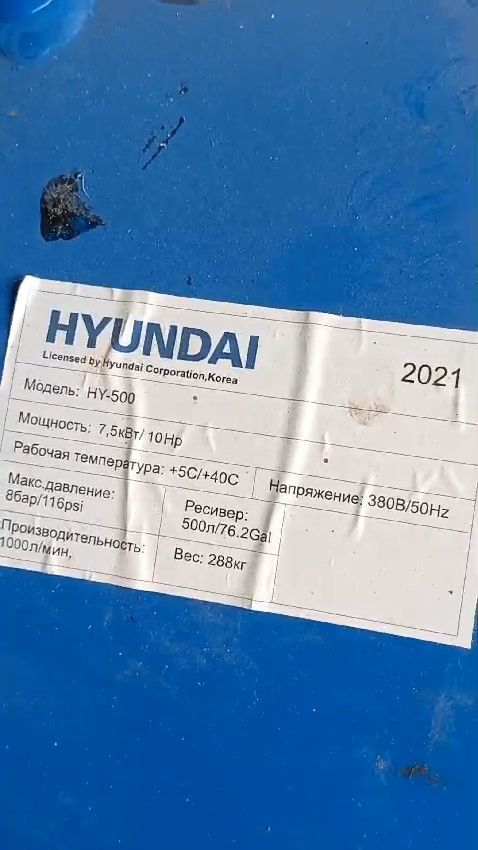 HYUNDAI
Licensed by Hyundai Corporation,Korea
2021
Модель: HY-500
Мощность: 7,5кВт/ 10Hp
Рабочая температура: +5C/+40C
Напряжение: 380В/50Hz
Макс.давление:
8бар/116psi
Ресивер:
500л/76.2Gal
Производительность:
1000л/мин,
Вес: 288кг